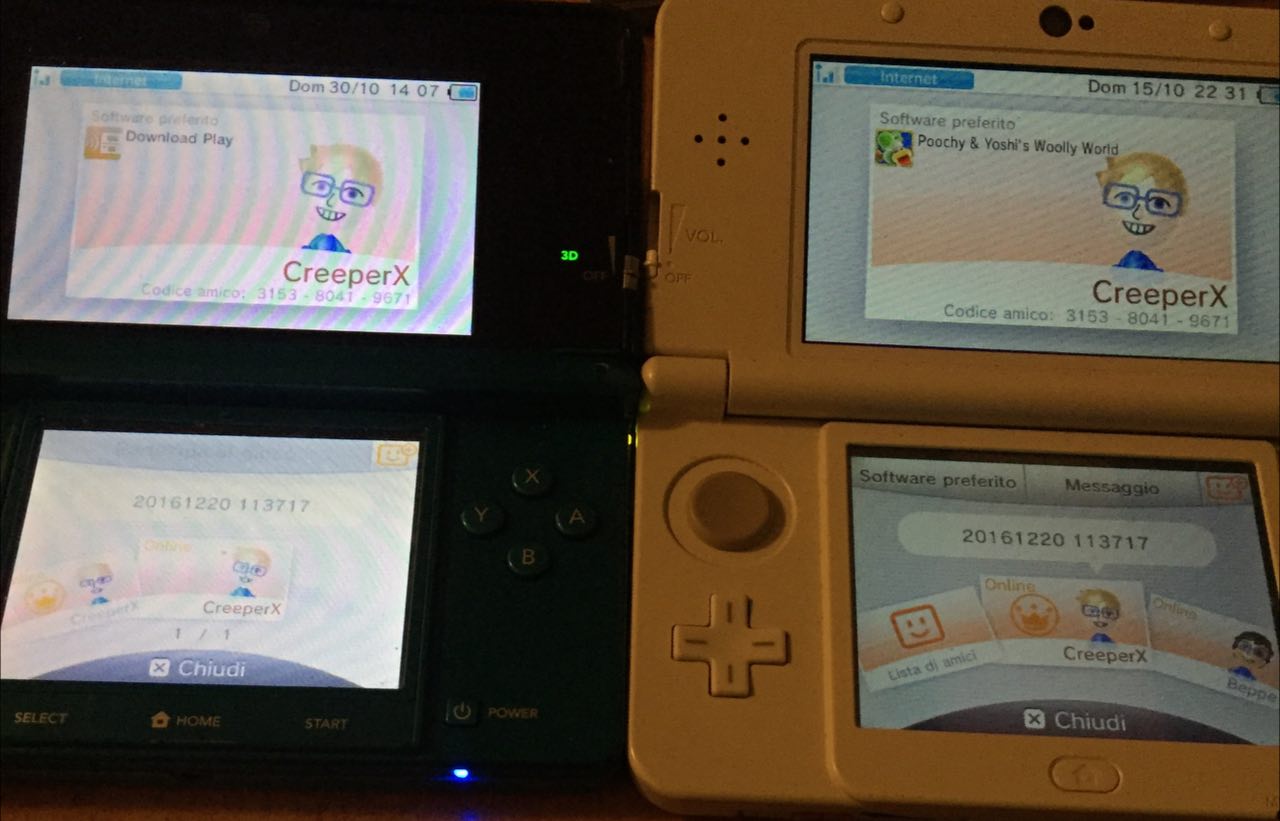 Internet
Dom 30/10 14 07
Software preferito
Download Play
CreeperX
Codice amico: 3153 - 8041 - 9671
3D
OFF
20161220 113717
Online
CreeperX
CreeperX
1 / 1
X Chiudi
X
Y
A
B
SELECT
HOME
START
POWER
Internet
Dom 15/10 22 31
Software preferito
Poochy & Yoshi's Woolly World
CreeperX
Codice amico: 3153 - 8041 - 9671
VOL.
OFF
Software preferito
Messaggio
20161220 113717
Online
Online
Lista di amici
CreeperX
Beppe
X Chiudi